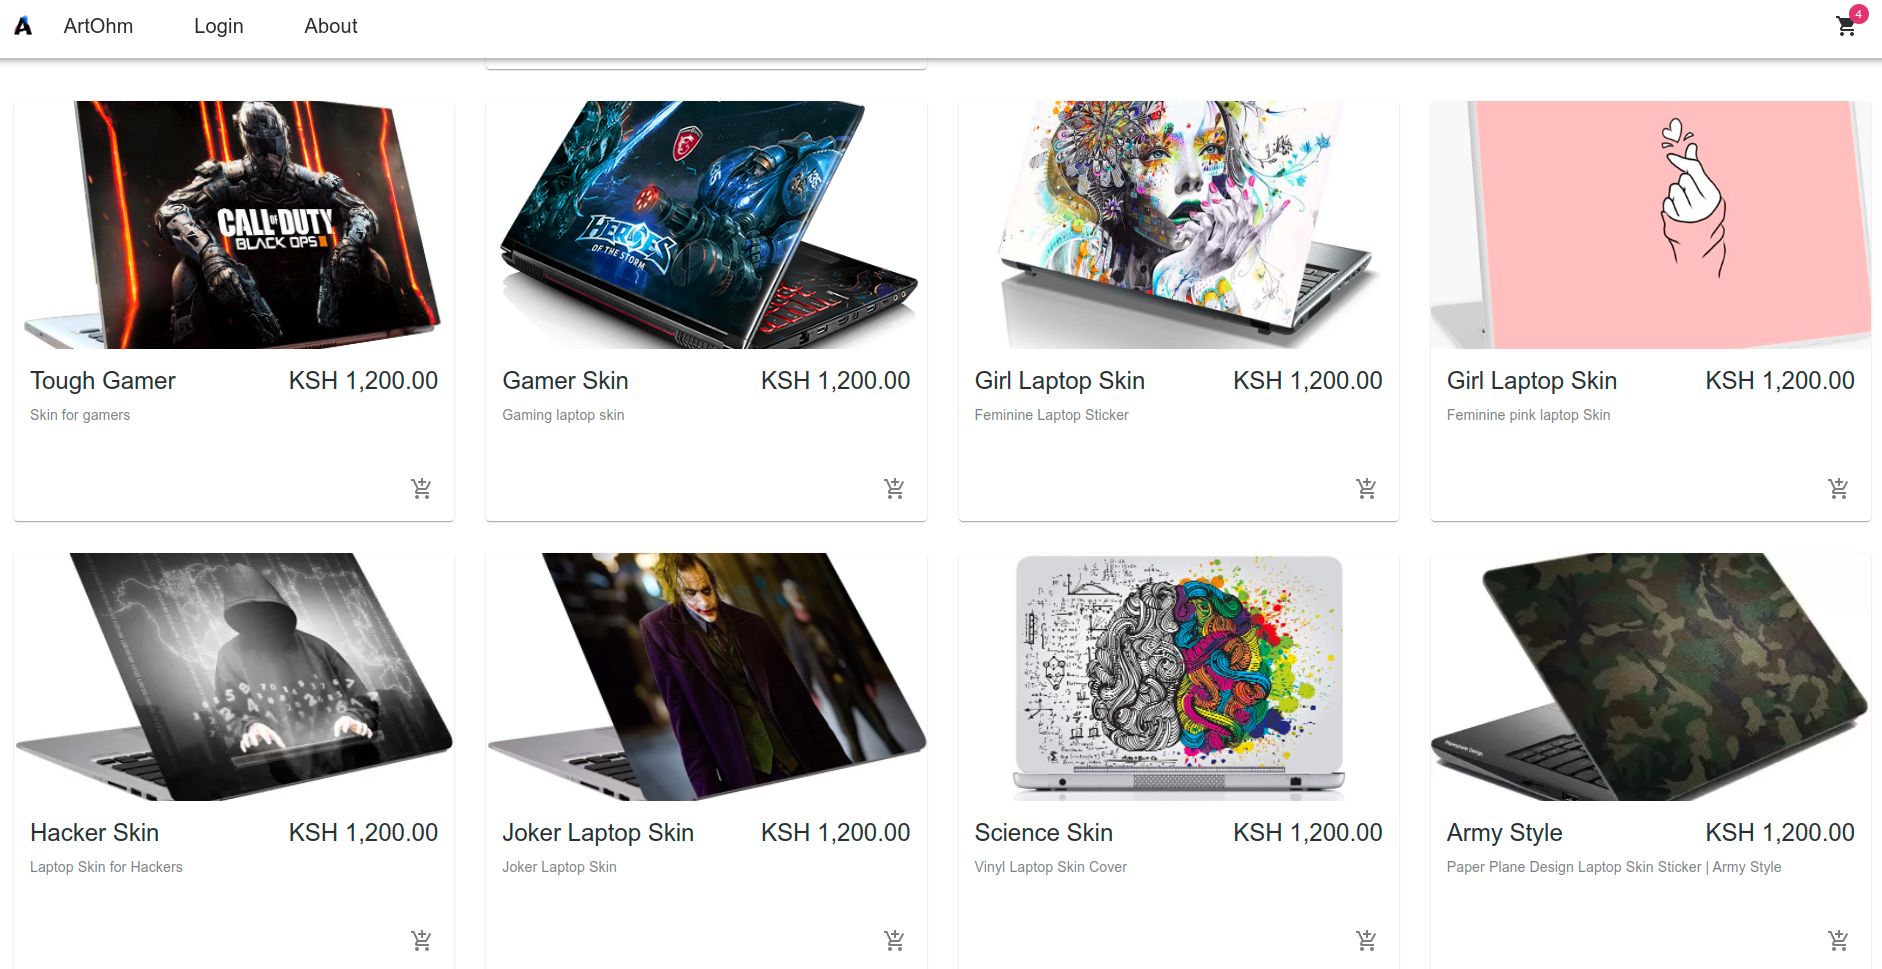 ArtOhm Login About 4
CALL OF DUTY
BLACK OPS III
HEROES
OF THE STORM
Tough Gamer KSH 1,200.00
Skin for gamers
Gamer Skin KSH 1,200.00
Gaming laptop skin
Girl Laptop Skin KSH 1,200.00
Feminine Laptop Sticker
Girl Laptop Skin KSH 1,200.00
Feminine pink laptop Skin
Paperplane Design
Hacker Skin KSH 1,200.00
Laptop Skin for Hackers
Joker Laptop Skin KSH 1,200.00
Joker Laptop Skin
Science Skin KSH 1,200.00
Vinyl Laptop Skin Cover
Army Style KSH 1,200.00
Paper Plane Design Laptop Skin Sticker | Army Style